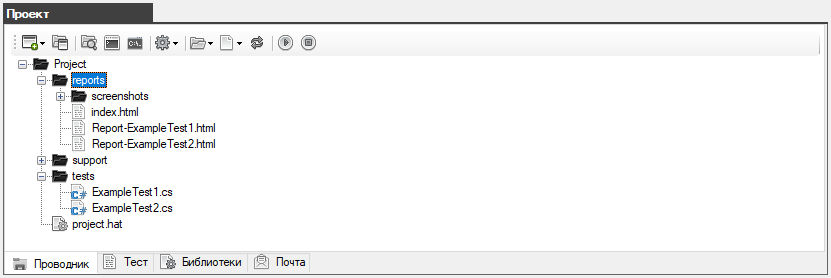 Проект
Project
reports
screenshots
index.html
Report-ExampleTest1.html
Report-ExampleTest2.html
support
tests
ExampleTest1.cs
ExampleTest2.cs
project.hat
Проводник Тест Библиотеки Почта